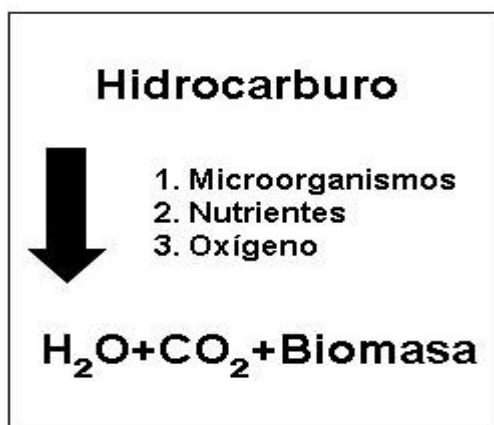 Hidrocarburo
1. Microorganismos
2. Nutrientes
3. Oxígeno
H₂O+CO₂+Biomasa